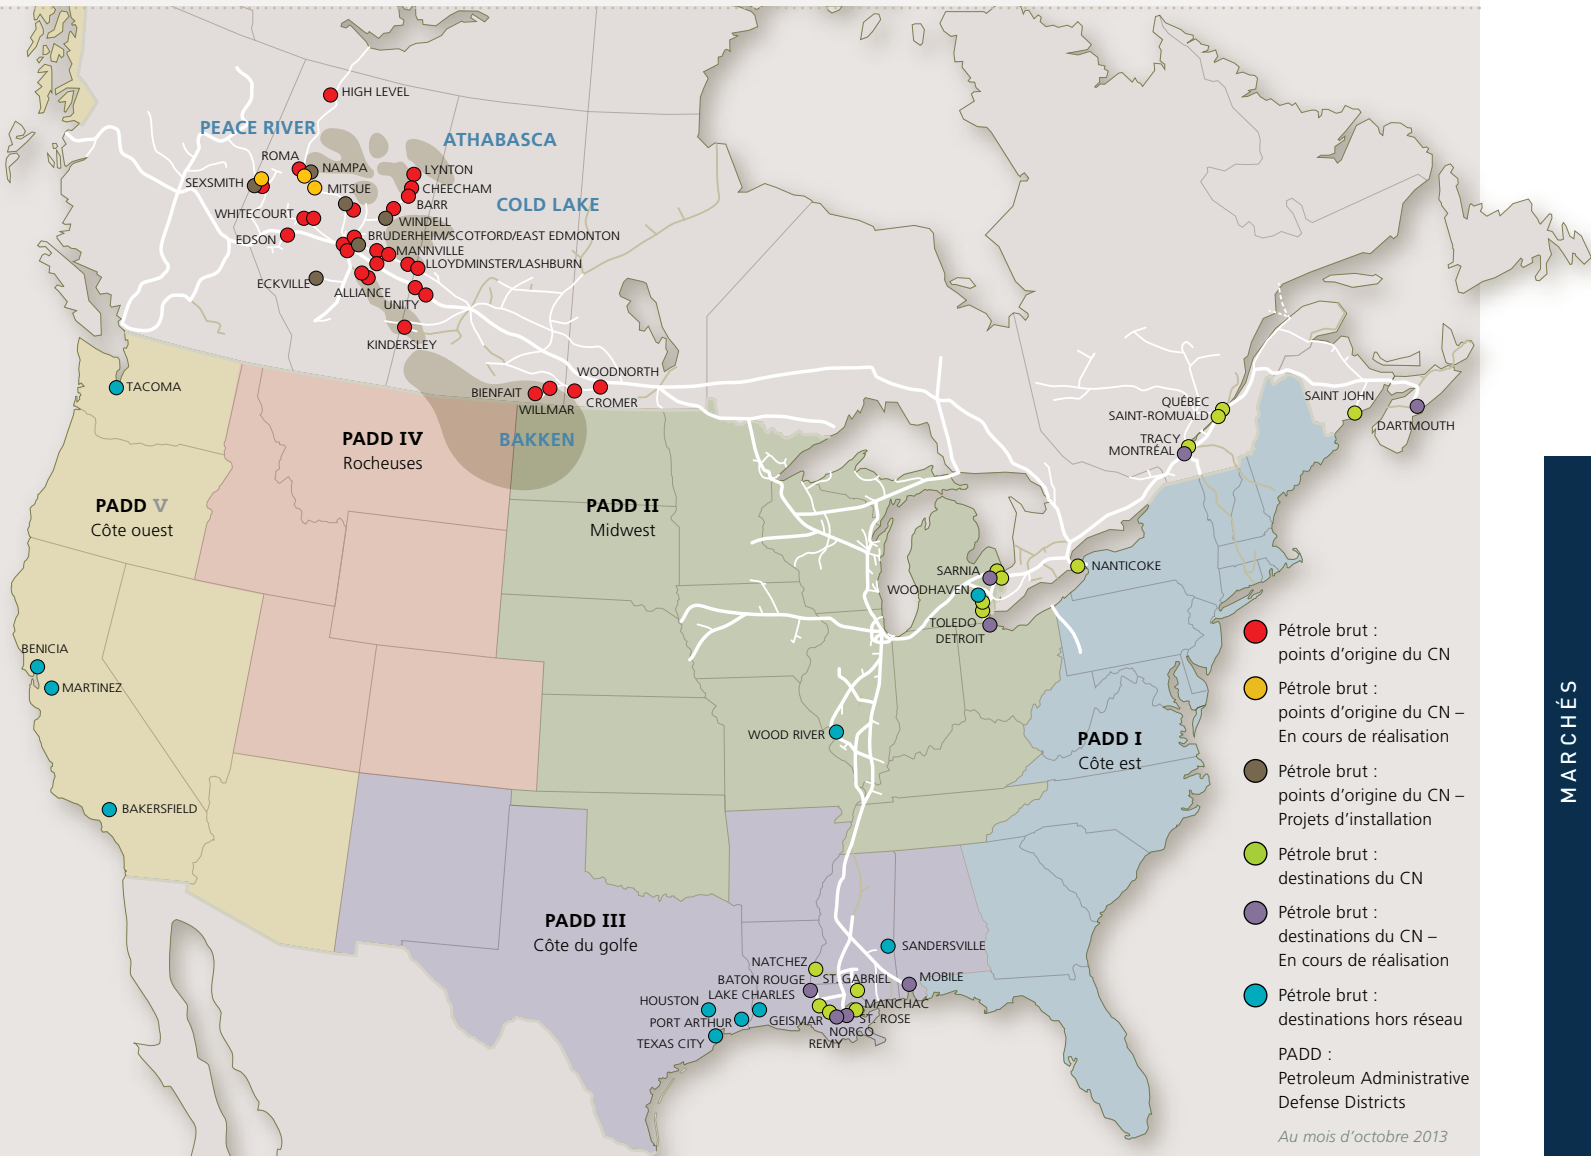 HIGH LEVEL
PEACE RIVER
ATHABASCA
ROMA
NAMPA
LYNTON
SEXSMITH
MITSUE
CHEECHAM
BARR
COLD LAKE
WHITECOURT
WINDELL
EDSON
BRUDERHEIM/SCOTFORD/EAST EDMONTON
MANNVILLE
LLOYDMINSTER/LASHBURN
ECKVILLE
ALLIANCE
UNITY
KINDERSLEY
WOODNORTH
BIENFAIT
WILLMAR
CROMER
TACOMA
QUÉBEC
SAINT-ROMUALD
SAINT JOHN
DARTMOUTH
TRACY
MONTRÉAL
BAKKEN
PADD IV
Rocheuses
PADD V
Côte ouest
PADD II
Midwest
SARNIA
NANTICOKE
WOODHAVEN
TOLEDO
DETROIT
BENICIA
MARTINEZ
WOOD RIVER
PADD I
Côte est
BAKERSFIELD
PADD III
Côte du golfe
SANDERSVILLE
NATCHEZ
BATON ROUGE
ST. GABRIEL
MOBILE
LAKE CHARLES
HOUSTON
MANCHAC
PORT ARTHUR
GEISMAR
ST. ROSE
NORCO
TEXAS CITY
REMY
Pétrole brut :
points d'origine du CN
Pétrole brut :
points d'origine du CN –
En cours de réalisation
Pétrole brut :
points d'origine du CN –
Projets d'installation
Pétrole brut :
destinations du CN
Pétrole brut :
destinations du CN –
En cours de réalisation
Pétrole brut :
destinations hors réseau
PADD :
Petroleum Administrative
Defense Districts
Au mois d'octobre 2013
MARCHÉS